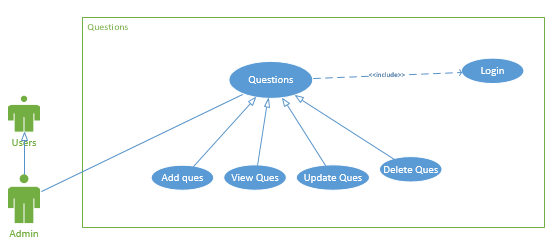 Questions
Questions
<<include>>
Login
Users
Add ques
View Ques
Update Ques
Delete Ques
Admin